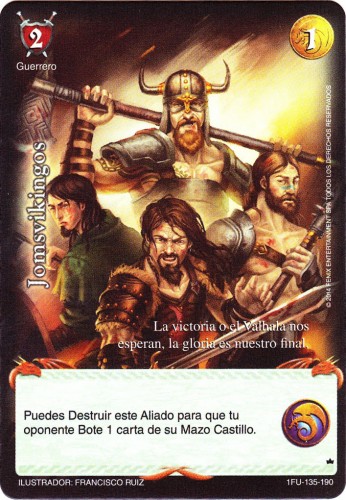 2
1
Guerrero
Jomsvikingos
© 2014 FENIX ENTERTAINMENT SPA. TODOS LOS DERECHOS RESERVADOS
La victoria o el Valhala nos
esperan, la gloria es nuestro final.
Puedes Destruir este Aliado para que tu
oponente Bote 1 carta de su Mazo Castillo.
ILUSTRADOR: FRANCISCO RUIZ
1FU-135-190